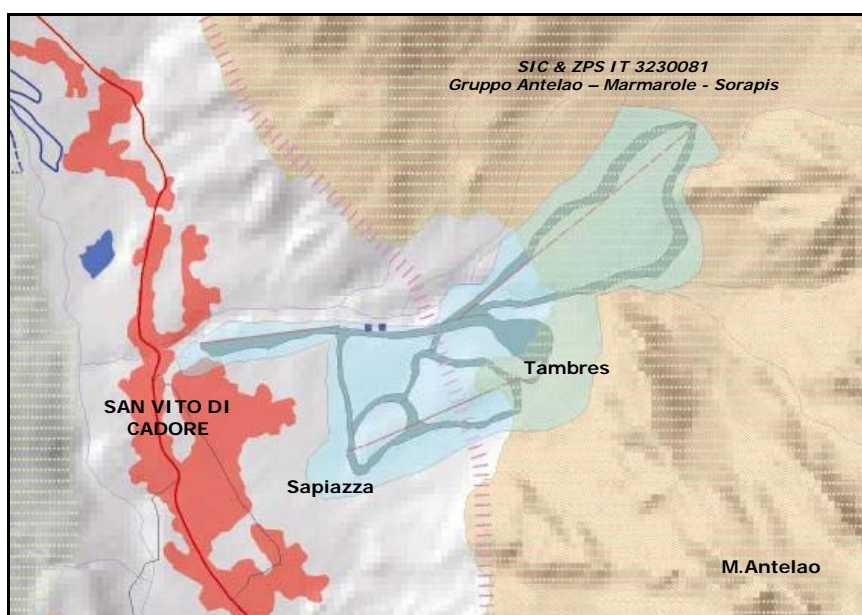 SIC & ZPS IT 3230081
Gruppo Antelao – Marmarole - Sorapis
Tambres
SAN VITO DI
CADORE
Sapiazza
M.Antelao